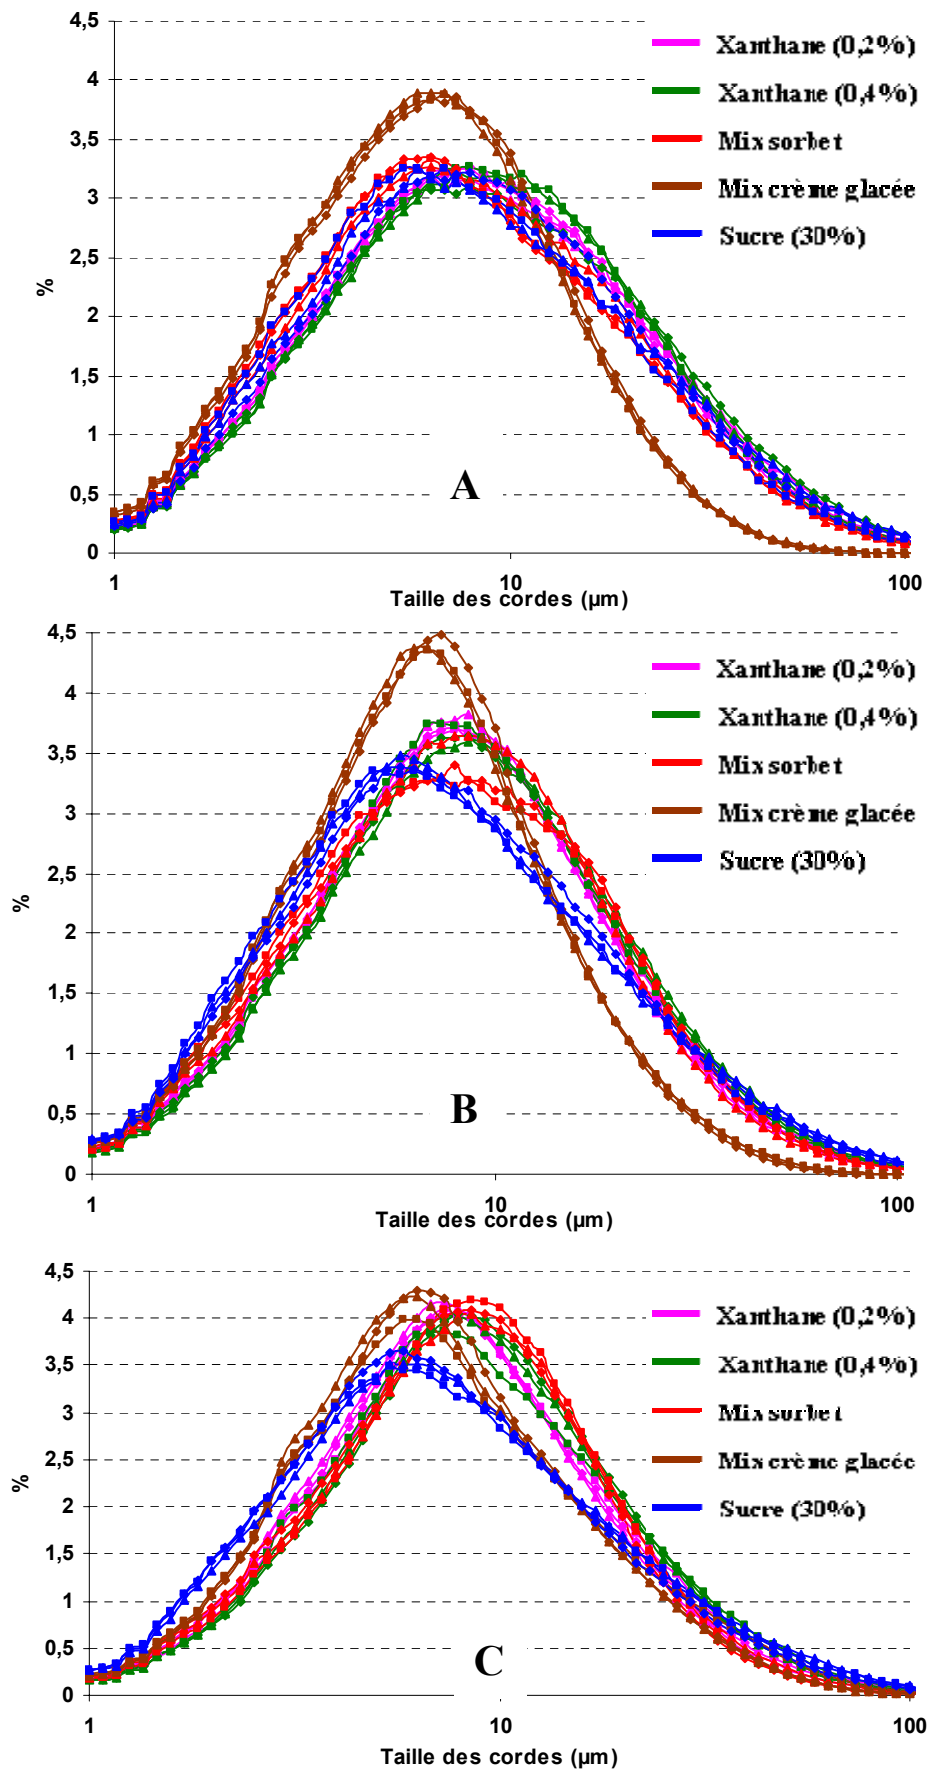 4,5
4
3,5
3
2,5
2
1,5
1
0,5
0
%
Xanthane (0,2%)
Xanthane (0,4%)
Mix sorbet
Mix crème glacée
Sucre (30%)
A
1
10
100
Taille des cordes (µm)
4,5
4
3,5
3
2,5
2
1,5
1
0,5
0
%
Xanthane (0,2%)
Xanthane (0,4%)
Mix sorbet
Mix crème glacée
Sucre (30%)
B
1
10
100
Taille des cordes (µm)
4,5
4
3,5
3
2,5
2
1,5
1
0,5
0
%
Xanthane (0,2%)
Xanthane (0,4%)
Mix sorbet
Mix crème glacée
Sucre (30%)
C
1
10
100
Taille des cordes (µm)